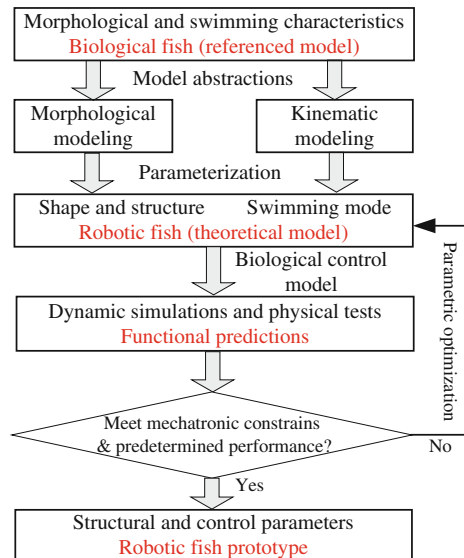 Morphological and swimming characteristics
Biological fish (referenced model)
Model abstractions
Morphological
modeling
Kinematic
modeling
Parameterization
Shape and structure Swimming mode
Robotic fish (theoretical model)
Biological control
model
Parametric optimization
Dynamic simulations and physical tests
Functional predictions
Meet mechatronic constrains
& predetermined performance?
No
Yes
Structural and control parameters
Robotic fish prototype